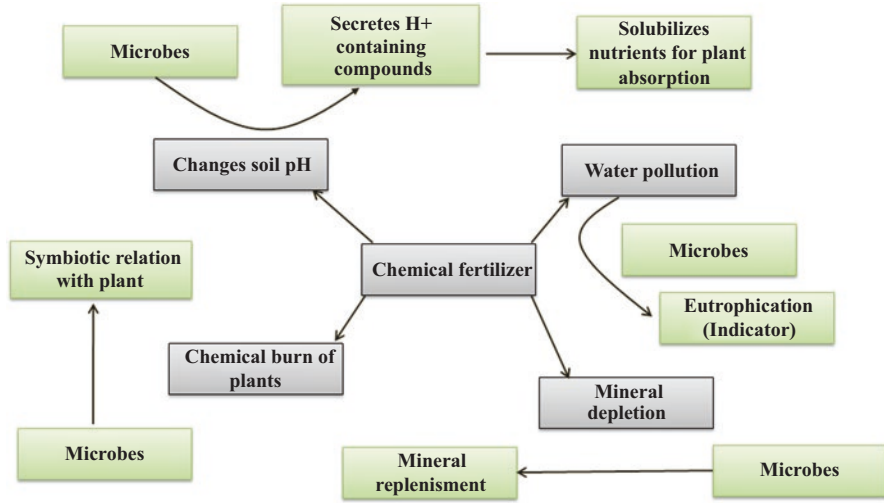 Microbes
Secretes H+
containing
compounds
Solubilizes
nutrients for plant
absorption
Changes soil pH
Water pollution
Symbiotic relation
with plant
Chemical fertilizer
Microbes
Eutrophication
(Indicator)
Chemical burn of
plants
Mineral
depletion
Microbes
Mineral
replenisment
Microbes